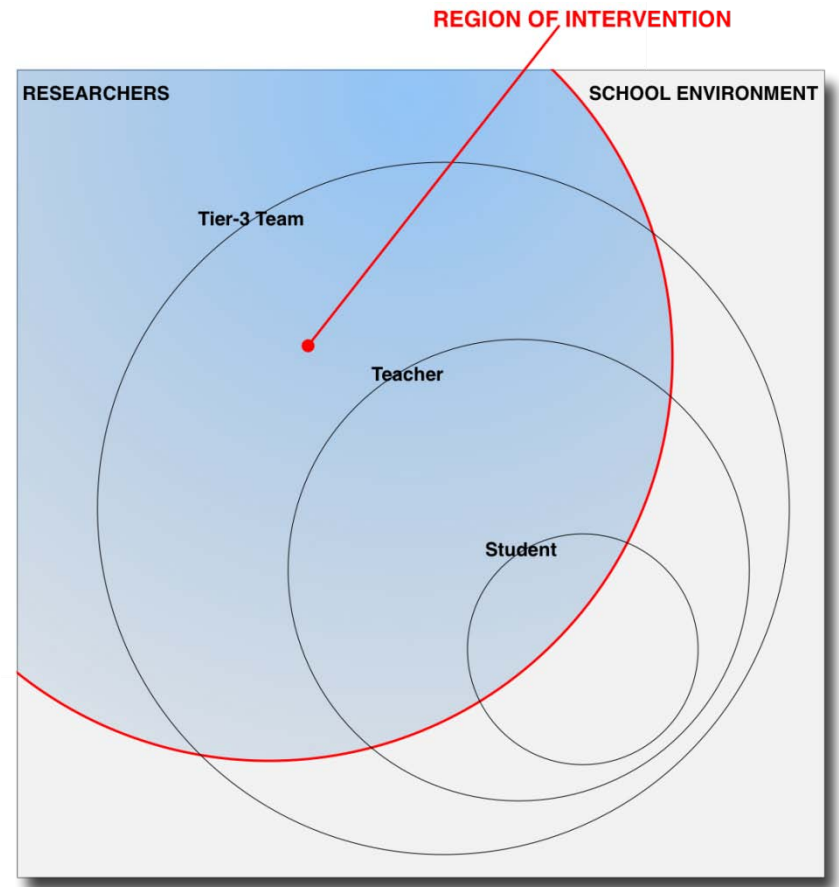 REGION OF INTERVENTION
RESEARCHERS
SCHOOL ENVIRONMENT
Tier-3 Team
Teacher
Student